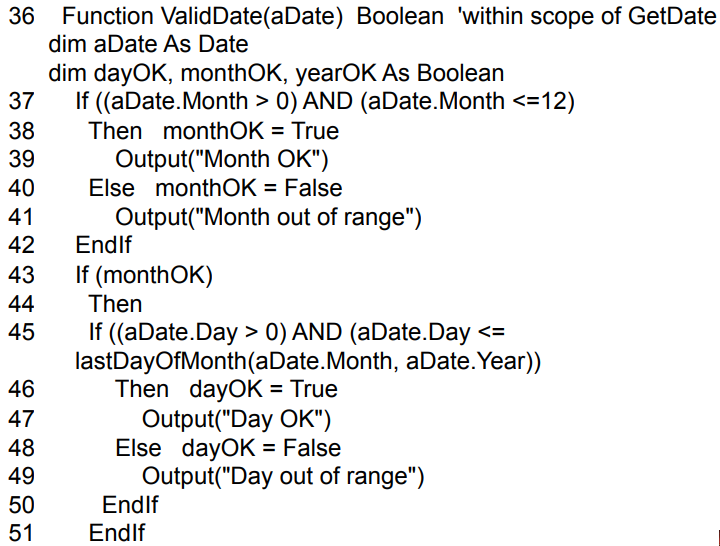 36 Function ValidDate(aDate) Boolean 'within scope of GetDate
dim aDate As Date
dim dayOK, monthOK, yearOK As Boolean
37 If ((aDate.Month > 0) AND (aDate.Month <=12)
38 Then monthOK = True
39 Output("Month OK")
40 Else monthOK = False
41 Output("Month out of range")
42 EndIf
43 If (monthOK)
44 Then
45 If ((aDate.Day > 0) AND (aDate.Day <=
lastDayOfMonth(aDate.Month, aDate.Year))
46 Then dayOK = True
47 Output("Day OK")
48 Else dayOK = False
49 Output("Day out of range")
50 EndIf
51 EndIf